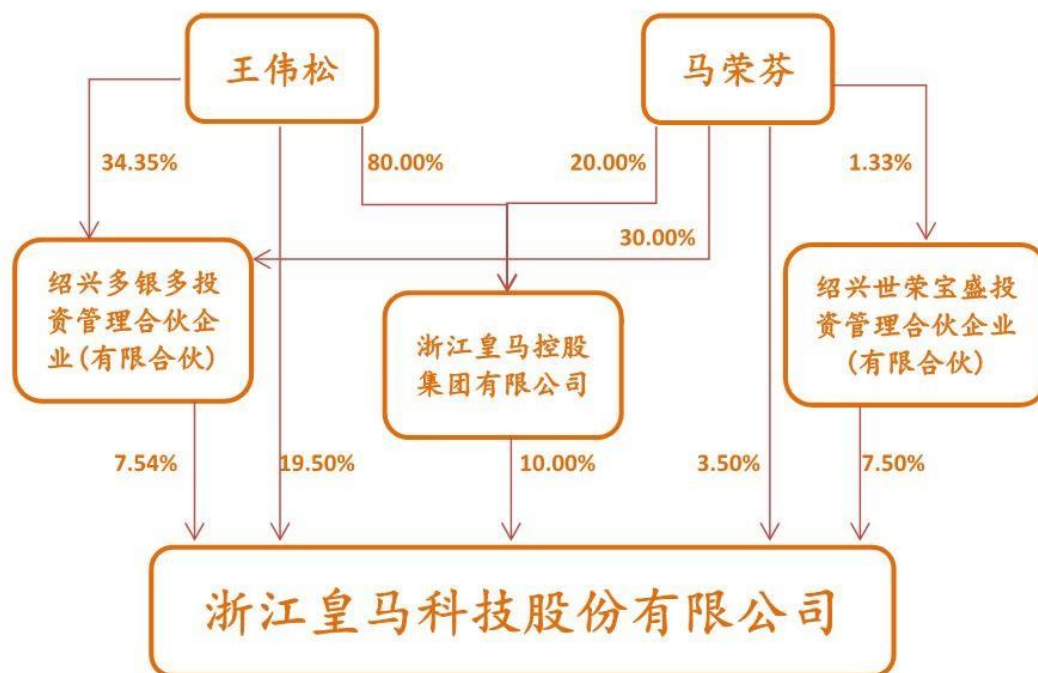 王伟松
马荣芬
34.35%
80.00%
20.00%
1.33%
30.00%
绍兴多银多投
资管理合伙企
业(有限合伙)
浙江皇马控股
集团有限公司
绍兴世荣宝盛投
资管理合伙企业
(有限合伙)
7.54%
19.50%
10.00%
3.50%
7.50%
浙江皇马科技股份有限公司